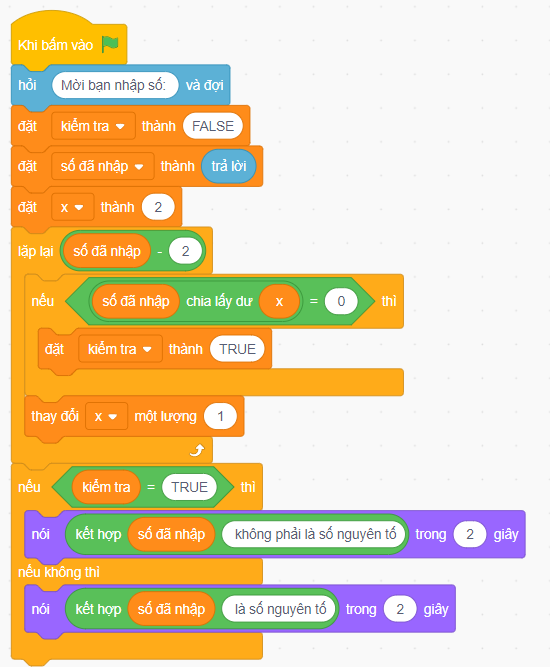 Khi bấm vào
hỏi Mời bạn nhập số: và đợi
đặt kiểm tra thành FALSE
đặt số đã nhập thành trả lời
đặt x thành 2
lặp lại số đã nhập - 2
nếu số đã nhập chia lấy dư x = 0 thì
đặt kiểm tra thành TRUE
thay đổi x một lượng 1
nếu kiểm tra = TRUE thì
nói kết hợp số đã nhập không phải là số nguyên tố trong 2 giây
nếu không thì
nói kết hợp số đã nhập là số nguyên tố trong 2 giây